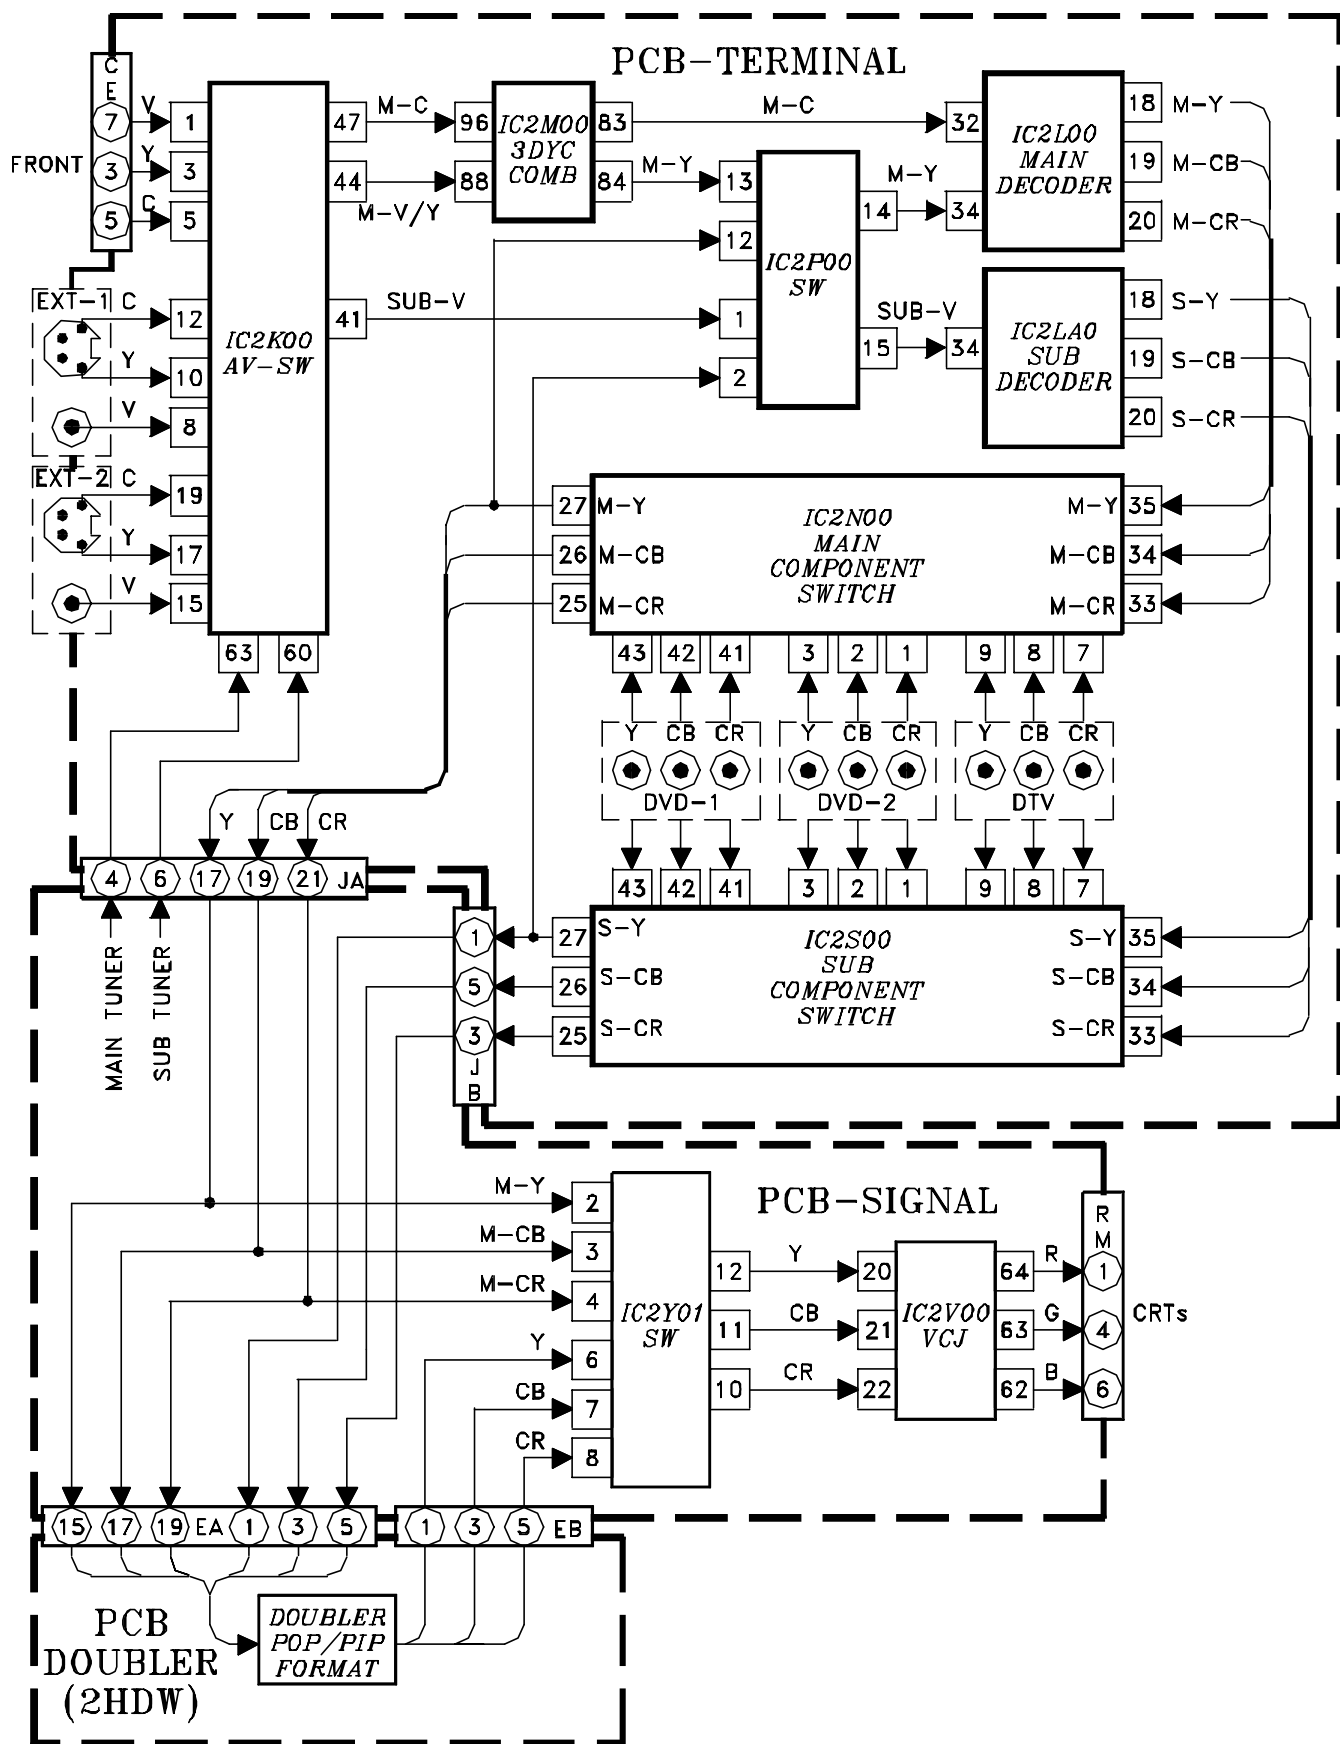 PCB-TERMINAL
C
E
7 V 1
FRONT
3 Y 3
5 C 5
47 M-C 96
44 M-V/Y 88
IC2M00
3DYC
COMB
83 M-C 32
84 M-Y 13
IC2L00
MAIN
DECODER
18 M-Y
19 M-CB
20 M-CR
12
1
2
IC2P00
SW
14 M-Y 34
15 SUB-V 34
IC2LA0
SUB
DECODER
18 S-Y
19 S-CB
20 S-CR
EXT-1 C 12
Y 10
V 8
IC2K00
AV-SW
41 SUB-V
EXT-2 C 19
Y 17
V 15
63 60
27 M-Y
26 M-CB
25 M-CR
IC2N00
MAIN
COMPONENT
SWITCH
M-Y 35
M-CB 34
M-CR 33
43 42 41 3 2 1 9 8 7
Y CB CR Y CB CR Y CB CR
DVD-1 DVD-2 DTV
43 42 41 3 2 1 9 8 7
Y CB CR
4 6 17 19 21 JA
MAIN TUNER
SUB TUNER
1
5
3
J
B
27 S-Y
26 S-CB
25 S-CR
IC2S00
SUB
COMPONENT
SWITCH
S-Y 35
S-CB 34
S-CR 33
PCB-SIGNAL
M-Y 2
M-CB 3
M-CR 4
Y 6
CB 7
CR 8
IC2Y01
SW
12 Y 20
11 CB 21
10 CR 22
IC2V00
VCJ
64 R 1
63 G 4
62 B 6
R
M
CRTs
15 17 19 EA 1 3 5
1 3 5 EB
PCB
DOUBLER
(2HDW)
DOUBLER
POP/PIP
FORMAT